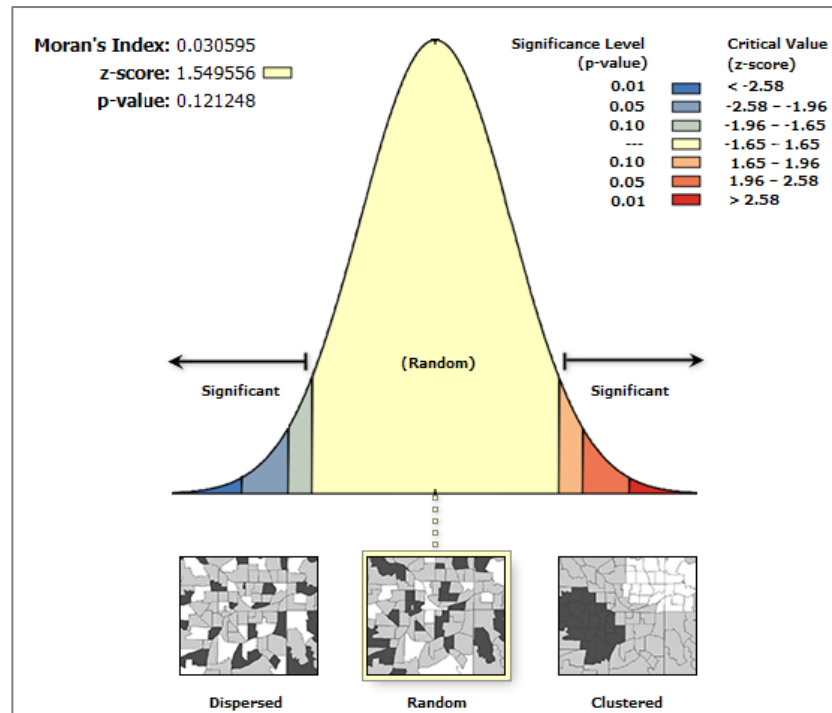 Moran's Index: 0.030595
z-score: 1.549556
p-value: 0.121248
Significance Level
(p-value)
Critical Value
(z-score)
0.01 < -2.58
0.05 -2.58 – -1.96
0.10 -1.96 – -1.65
--- -1.65 – 1.65
0.10 1.65 – 1.96
0.05 1.96 – 2.58
0.01 > 2.58
(Random)
Significant
Significant
Dispersed
Random
Clustered